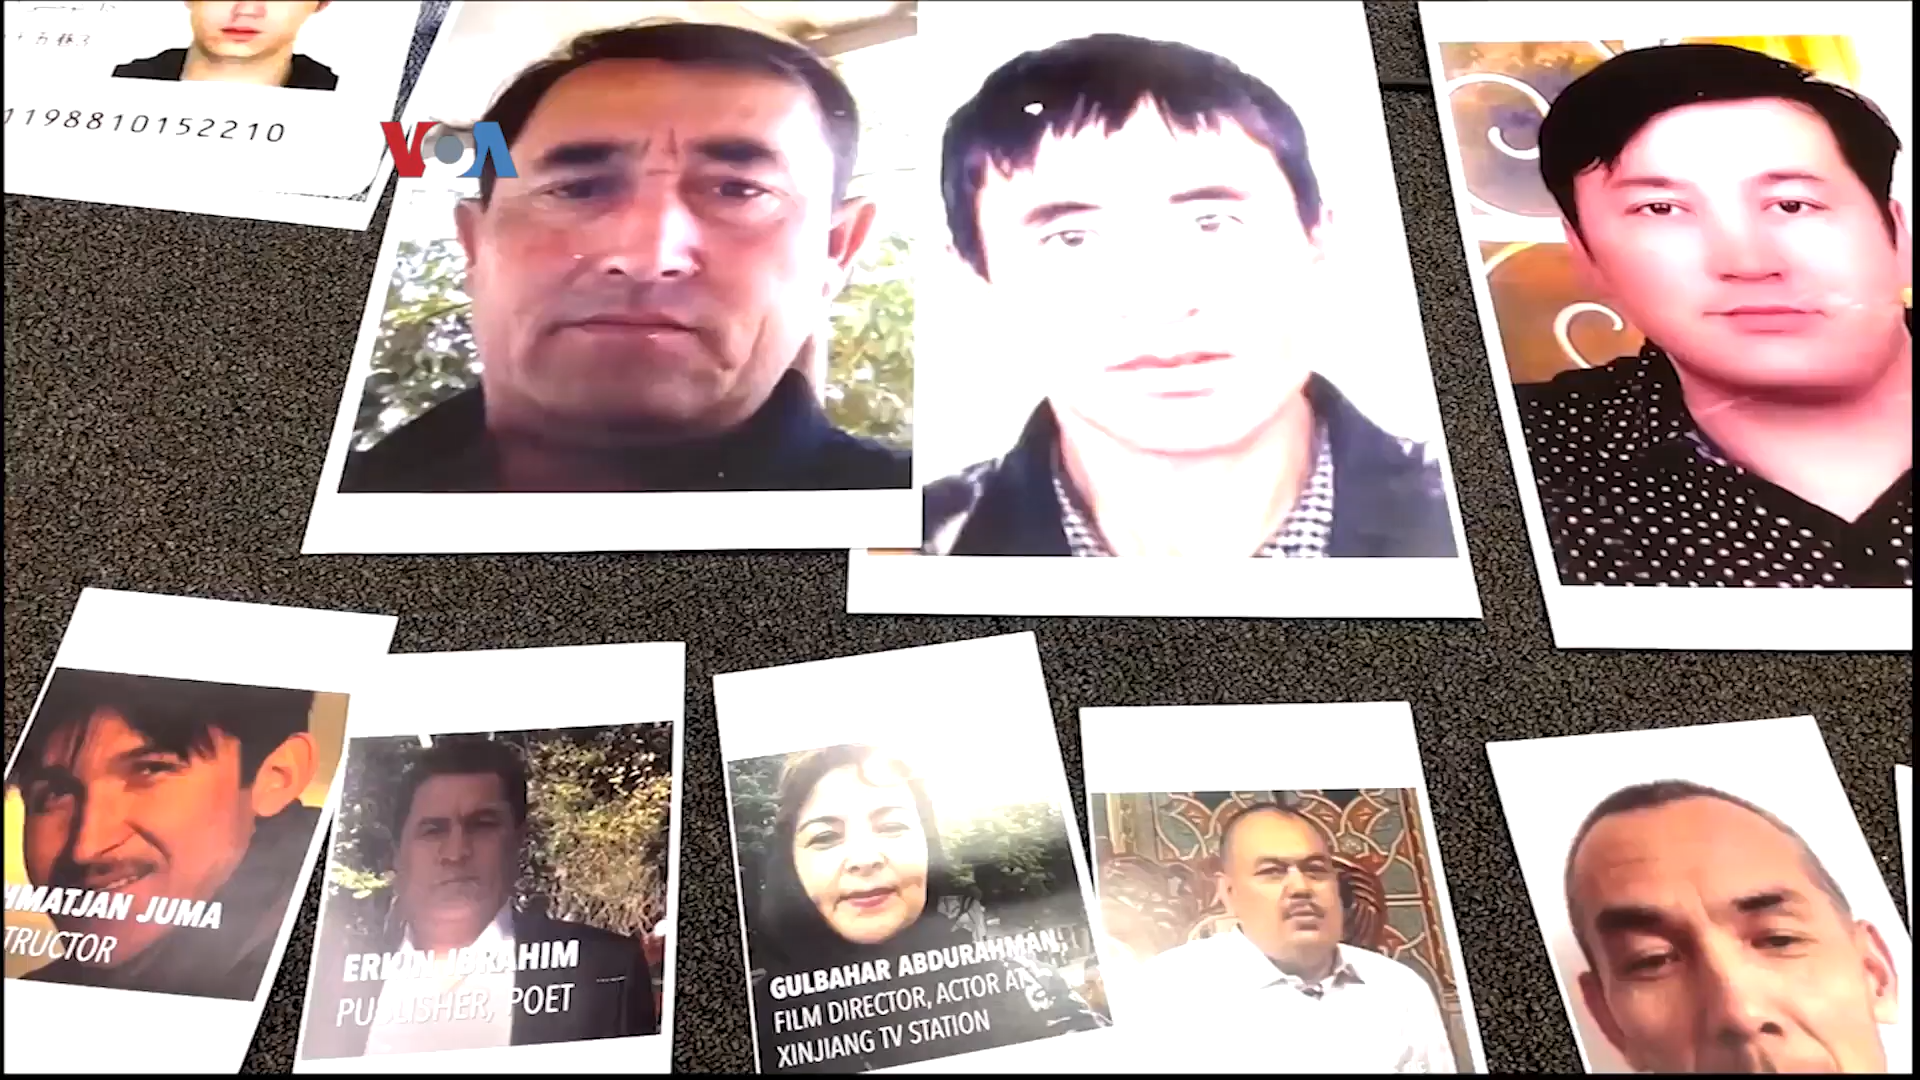 1198810152210
VOA
HMATJAN JUMA
TRUCTOR
ERKIN IBRAHIM
PUBLISHER, POET
GULBAHAR ABDURAHMAN,
FILM DIRECTOR, ACTOR AT
XINJIANG TV STATION